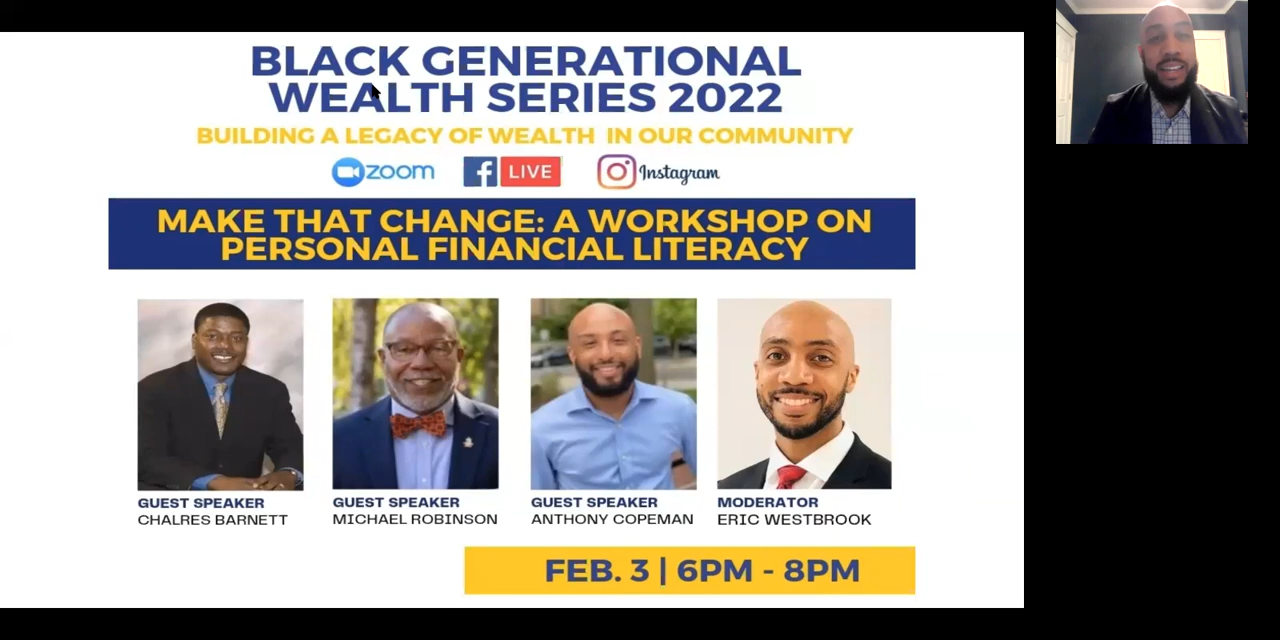 BLACK GENERATIONAL
WEALTH SERIES 2022
BUILDING A LEGACY OF WEALTH IN OUR COMMUNITY
zoom LIVE Instagram
MAKE THAT CHANGE: A WORKSHOP ON
PERSONAL FINANCIAL LITERACY
GUEST SPEAKER
CHALRES BARNETT
GUEST SPEAKER
MICHAEL ROBINSON
GUEST SPEAKER
ANTHONY COPEMAN
MODERATOR
ERIC WESTBROOK
FEB. 3 | 6PM - 8PM